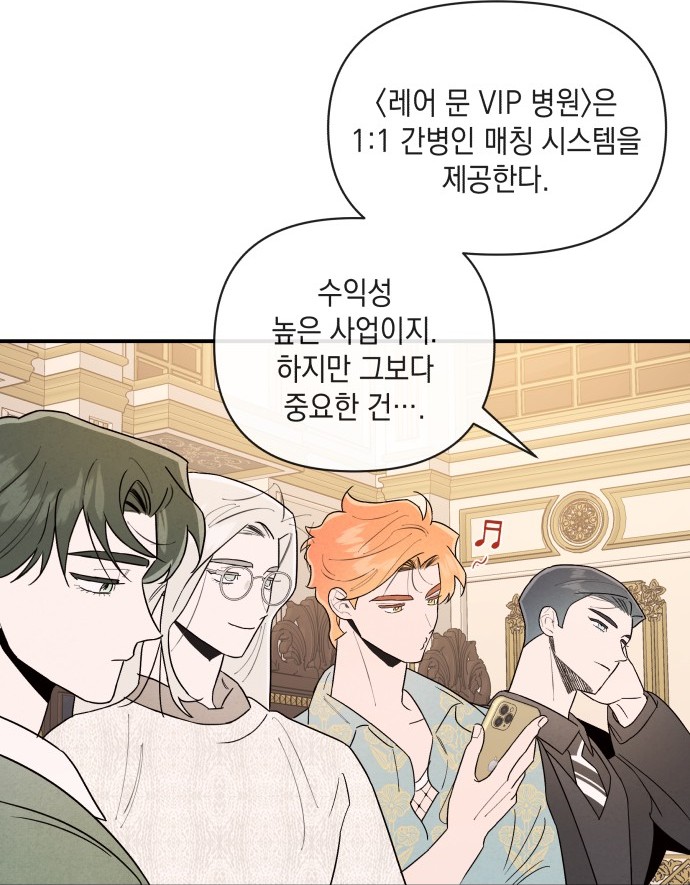 〈레어 문 VIP 병원〉은
1:1 간병인 매칭 시스템을
제공한다.
수익성
높은 사업이지.
하지만 그보다
중요한 건….